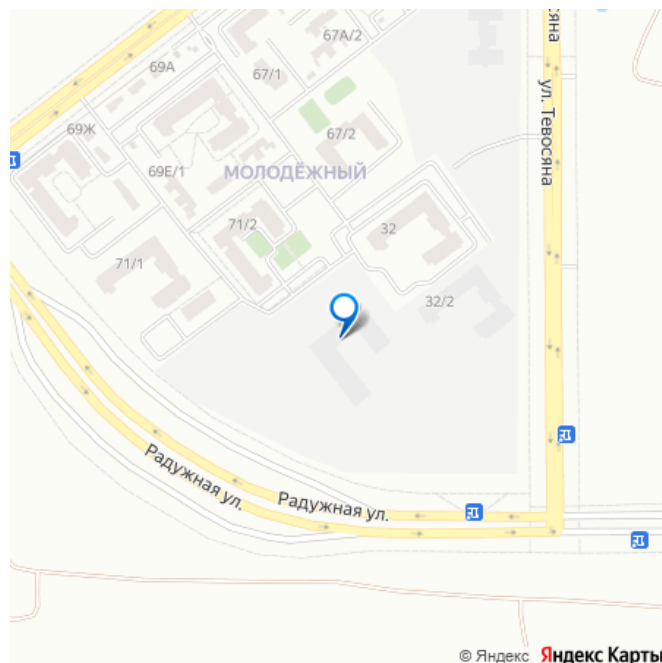 67А/2
сяна
69А
67/1
ул. Тевосяна
69Ж
67/2
69Е/1
МОЛОДЁЖНЫЙ
71/2
32
71/1
32/2
Радужная ул.
Радужная ул.
© Яндекс Яндекс Карты